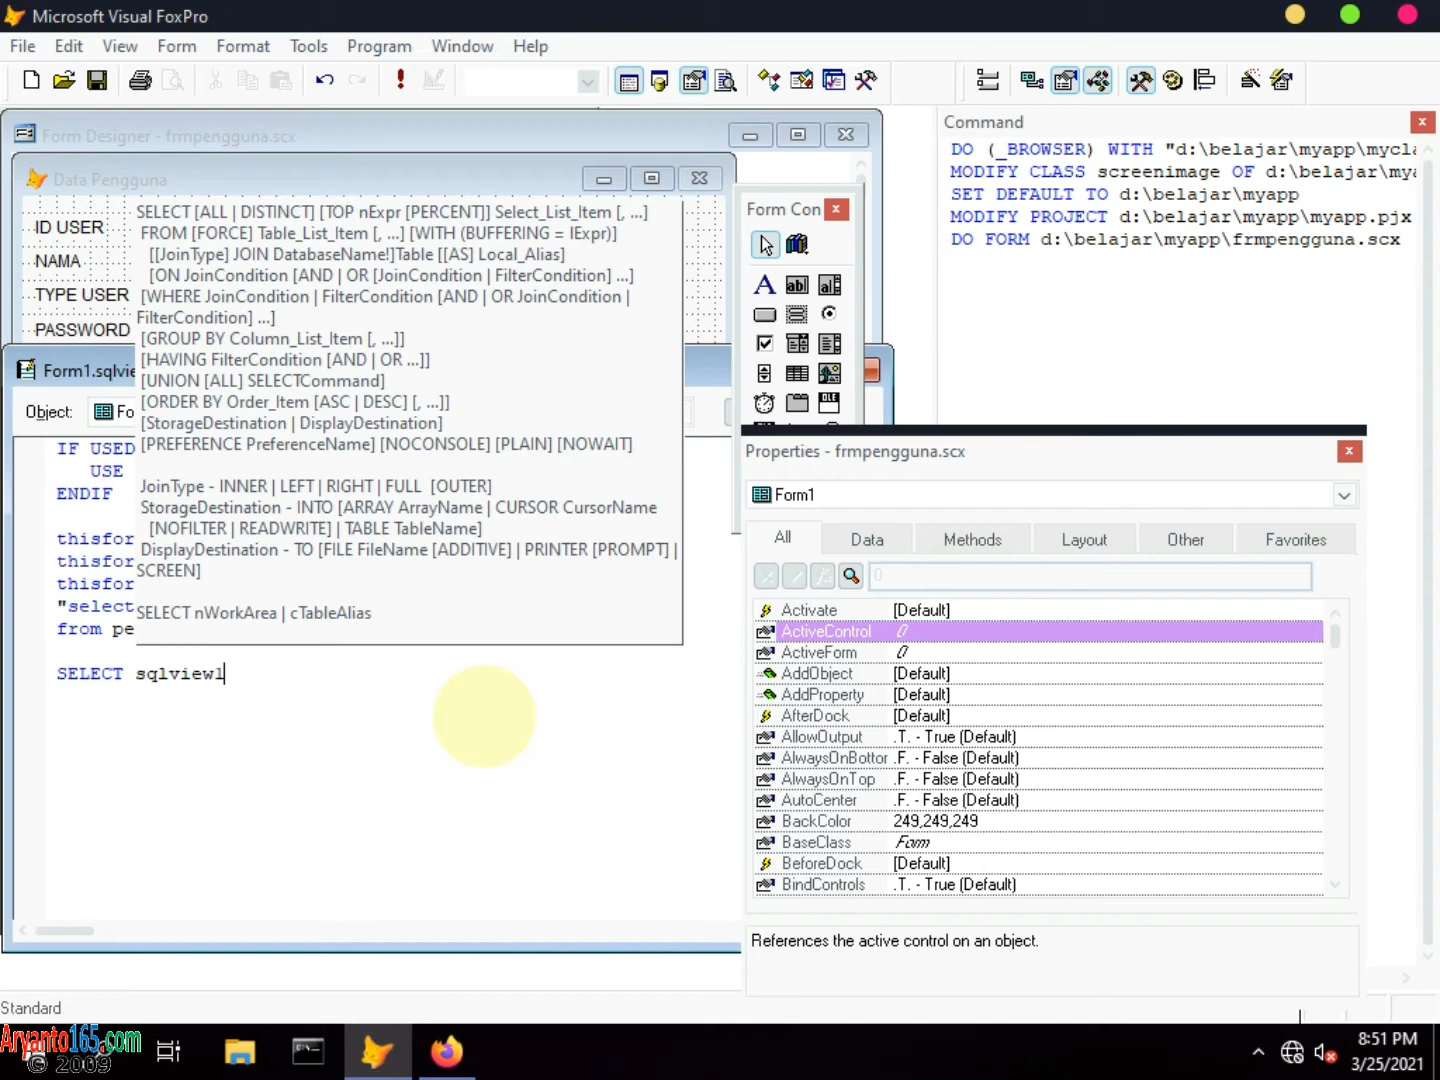 Microsoft Visual FoxPro
File Edit View Form Format Tools Program Window Help
Form Designer - frmpengguna.scx
Data Pengguna
ID USER
NAMA
TYPE USER
PASSWORD
SELECT [ALL | DISTINCT] [TOP nExpr [PERCENT]] Select_List_Item [, ...]
FROM [FORCE] Table_List_Item [, ...] [WITH (BUFFERING = lExpr)]
[[JoinType] JOIN DatabaseName!]Table [[AS] Local_Alias]
[ON JoinCondition [AND | OR [JoinCondition | FilterCondition] ...]
[WHERE JoinCondition | FilterCondition [AND | OR JoinCondition |
FilterCondition] ...]
[GROUP BY Column_List_Item [, ...]]
[HAVING FilterCondition [AND | OR ...]]
[UNION [ALL] SELECTCommand]
[ORDER BY Order_Item [ASC | DESC] [, ...]]
[StorageDestination | DisplayDestination]
[PREFERENCE PreferenceName] [NOCONSOLE] [PLAIN] [NOWAIT]
JoinType - INNER | LEFT | RIGHT | FULL [OUTER]
StorageDestination - INTO [ARRAY ArrayName | CURSOR CursorName
[NOFILTER | READWRITE] | TABLE TableName]
DisplayDestination - TO [FILE FileName [ADDITIVE] | PRINTER [PROMPT] |
SCREEN]
SELECT nWorkArea | cTableAlias
Form1.sqlvie
Object: Fo
IF USED
USE
ENDIF
thisfor
thisfor
thisfor
"select
from pe
SELECT sqlview1
Form Con
Command
DO (_BROWSER) WITH "d:\belajar\myapp\mycla
MODIFY CLASS screenimage OF d:\belajar\myapp
SET DEFAULT TO d:\belajar\myapp
MODIFY PROJECT d:\belajar\myapp\myapp.pjx
DO FORM d:\belajar\myapp\frmpengguna.scx
Properties - frmpengguna.scx
Form1
All Data Methods Layout Other Favorites
0
Activate [Default]
ActiveControl 0
ActiveForm 0
AddObject [Default]
AddProperty [Default]
AfterDock [Default]
AllowOutput .T. - True (Default)
AlwaysOnBottor .F. - False (Default)
AlwaysOnTop .F. - False (Default)
AutoCenter .F. - False (Default)
BackColor 249,249,249
BaseClass Form
BeforeDock [Default]
BindControls .T. - True (Default)
References the active control on an object.
Standard
Aryanto165.com
© 2009
8:51 PM
3/25/2021